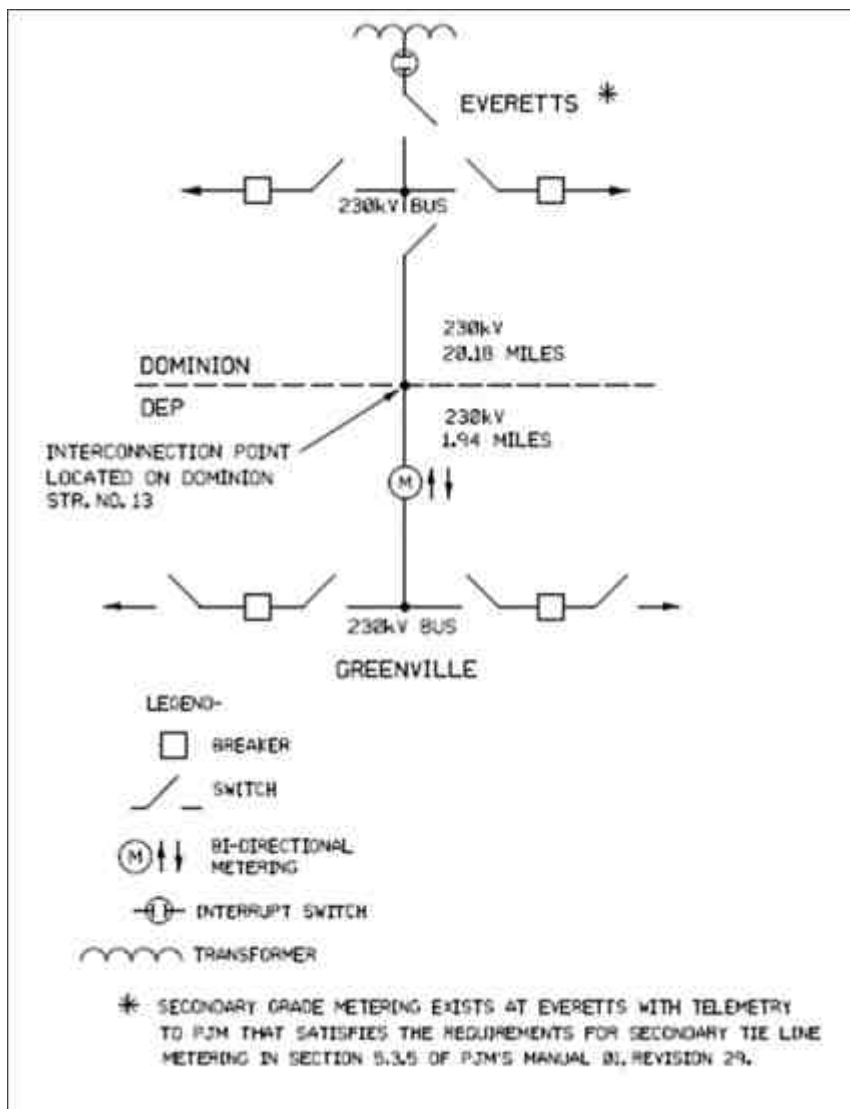 EVERETTS *
230kV BUS
230kV
20.18 MILES
DOMINION
DEP
230kV
1.94 MILES
INTERCONNECTION POINT
LOCATED ON DOMINION
STR. NO. 13
M
230kV BUS
GREENVILLE
LEGEND-
BREAKER
SWITCH
M
BI-DIRECTIONAL
METERING
INTERRUPT SWITCH
TRANSFORMER
* SECONDARY GRADE METERING EXISTS AT EVERETTS WITH TELEMETRY
TO PJM THAT SATISFIES THE REQUIREMENTS FOR SECONDARY TIE LINE
METERING IN SECTION 5.3.5 OF PJM'S MANUAL 01, REVISION 29.